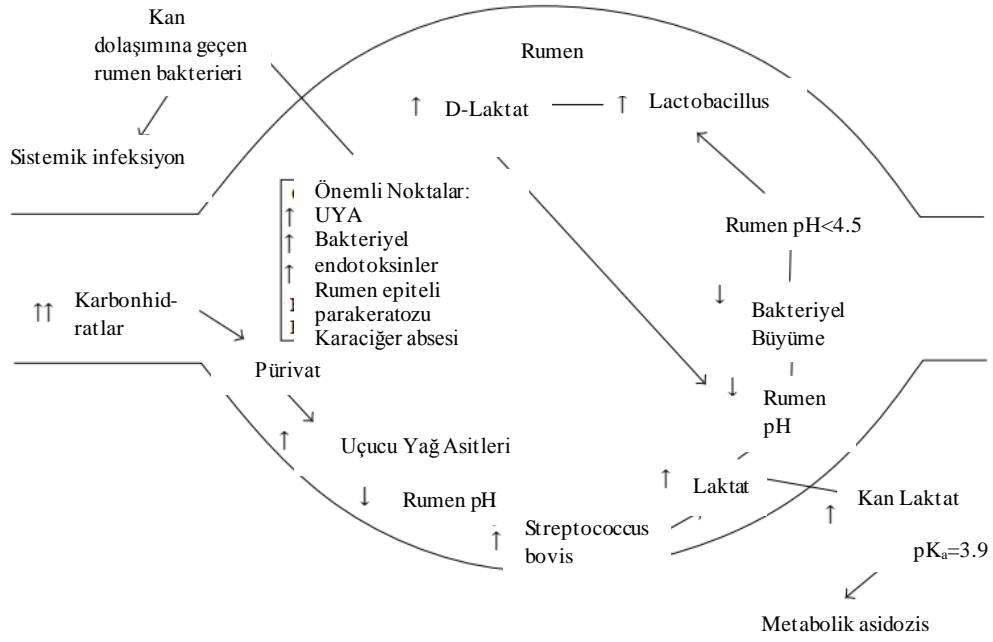 Kan
dolaşımına geçen
rumen bakterieri
Sistemik infeksiyon
Rumen
↑ D-Laktat
↑ Lactobacillus
Önemli Noktalar:
↑ UYA
↑ Bakteriyel
endotoksinler
↑ Rumen epiteli
parakeratozu
Karaciğer absesi
Rumen pH<4.5
↓ Bakteriyel
Büyüme
↓ Rumen
pH
↑↑ Karbonhid-
ratlar
Pürivat
↑ Uçucu Yağ Asitleri
↓ Rumen pH
↑ Streptococcus
bovis
↑ Laktat
↑ Kan Laktat
pKa=3.9
Metabolik asidozis